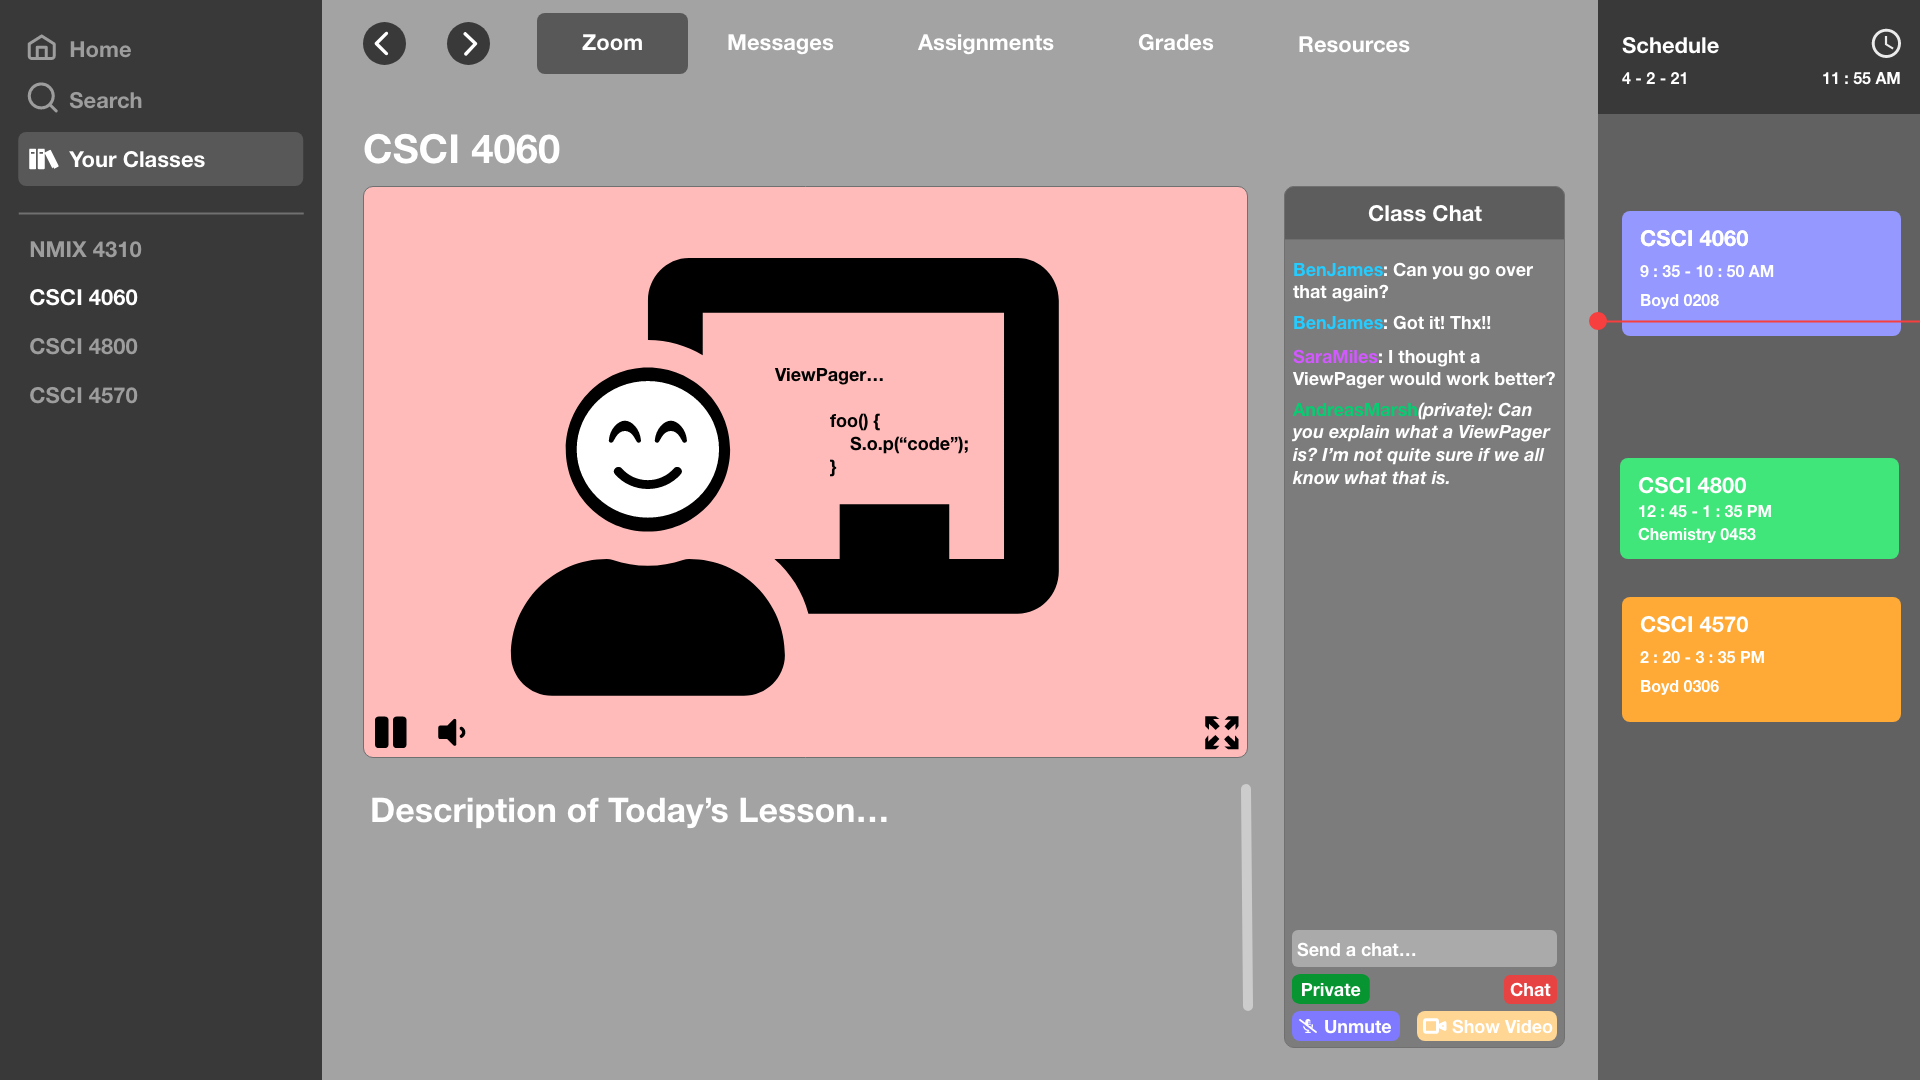 Home
Search
Your Classes
NMIX 4310
CSCI 4060
CSCI 4800
CSCI 4570
Zoom
Messages
Assignments
Grades
Resources
CSCI 4060
ViewPager...
foo() {
S.o.p(“code”);
}
Description of Today’s Lesson...
Class Chat
BenJames: Can you go over
that again?
BenJames: Got it! Thx!!
SaraMiles: I thought a
ViewPager would work better?
AndreasMarsh(private): Can
you explain what a ViewPager
is? I’m not quite sure if we all
know what that is.
Send a chat...
Private
Chat
Unmute
Show Video
Schedule
4 - 2 - 21
11 : 55 AM
CSCI 4060
9 : 35 - 10 : 50 AM
Boyd 0208
CSCI 4800
12 : 45 - 1 : 35 PM
Chemistry 0453
CSCI 4570
2 : 20 - 3 : 35 PM
Boyd 0306